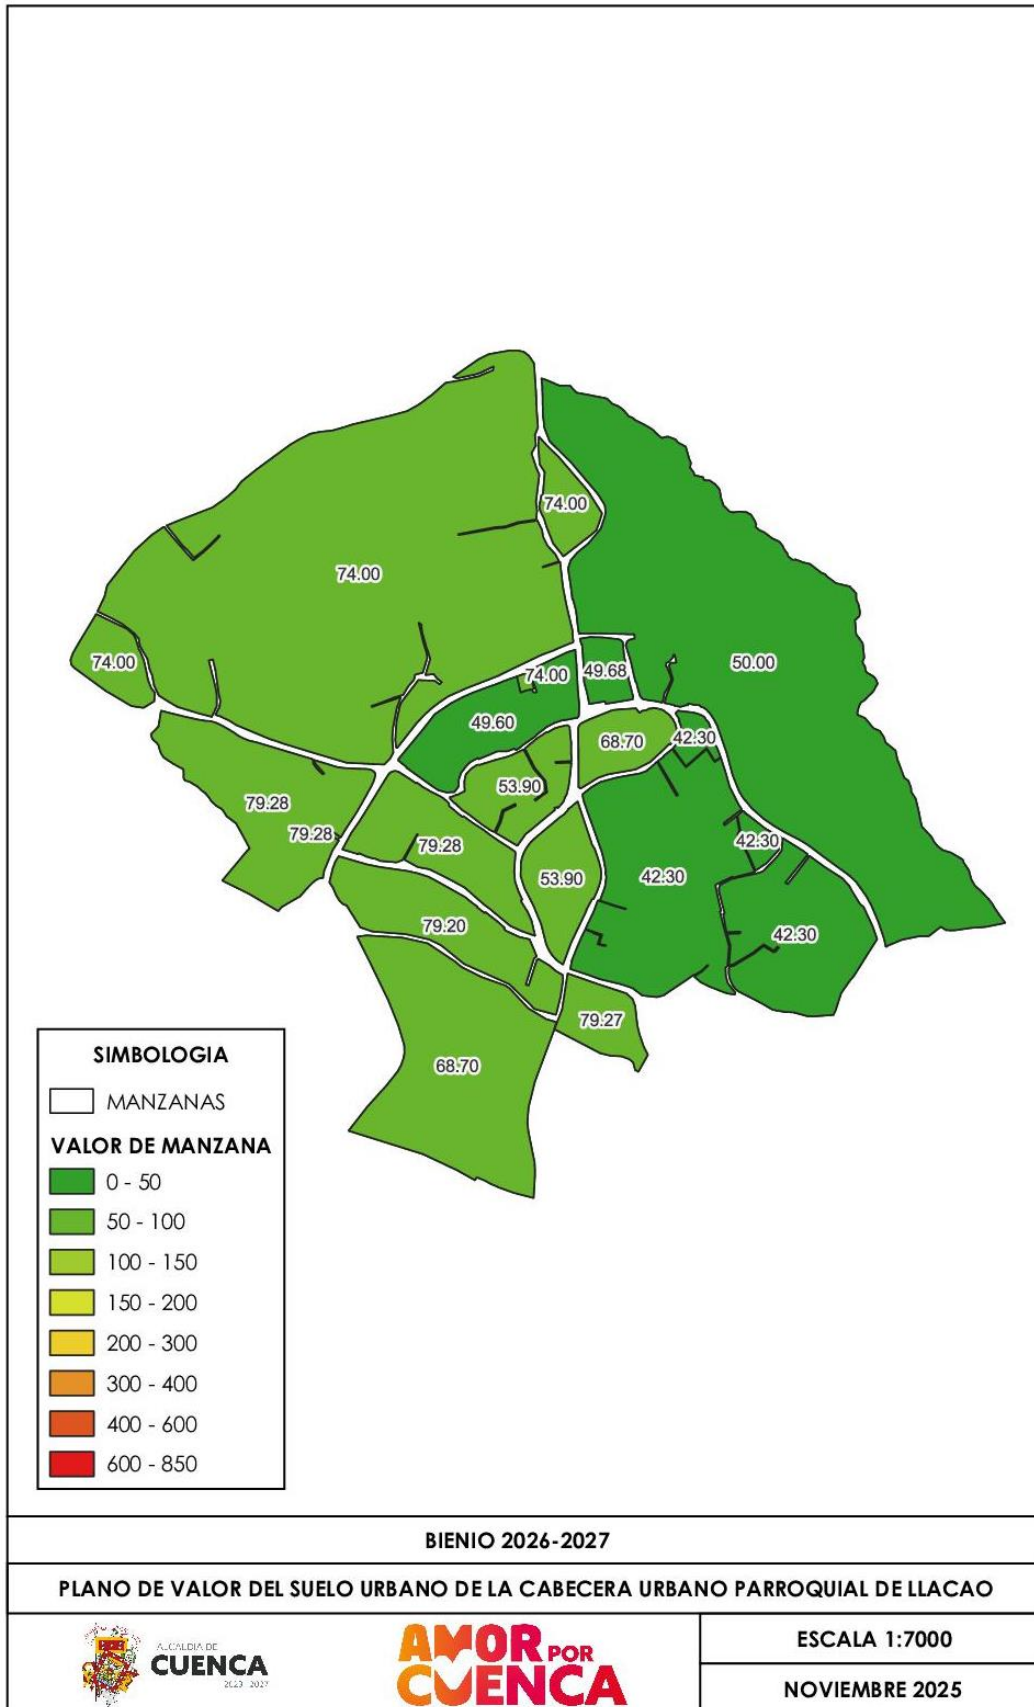 74.00
74.00
74.00
50.00
74.00
49.68
49.60
68.70
42.30
53.90
79.28
79.28
79.28
42.30
53.90
42.30
79.20
42.30
79.27
68.70
SIMBOLOGIA
MANZANAS
VALOR DE MANZANA
0 - 50
50 - 100
100 - 150
150 - 200
200 - 300
300 - 400
400 - 600
600 - 850
BIENIO 2026-2027
PLANO DE VALOR DEL SUELO URBANO DE LA CABECERA URBANO PARROQUIAL DE LLACAO
ALCALDÍA DE
CUENCA
2023 - 2027
AMOR POR
CUENCA
ESCALA 1:7000
NOVIEMBRE 2025